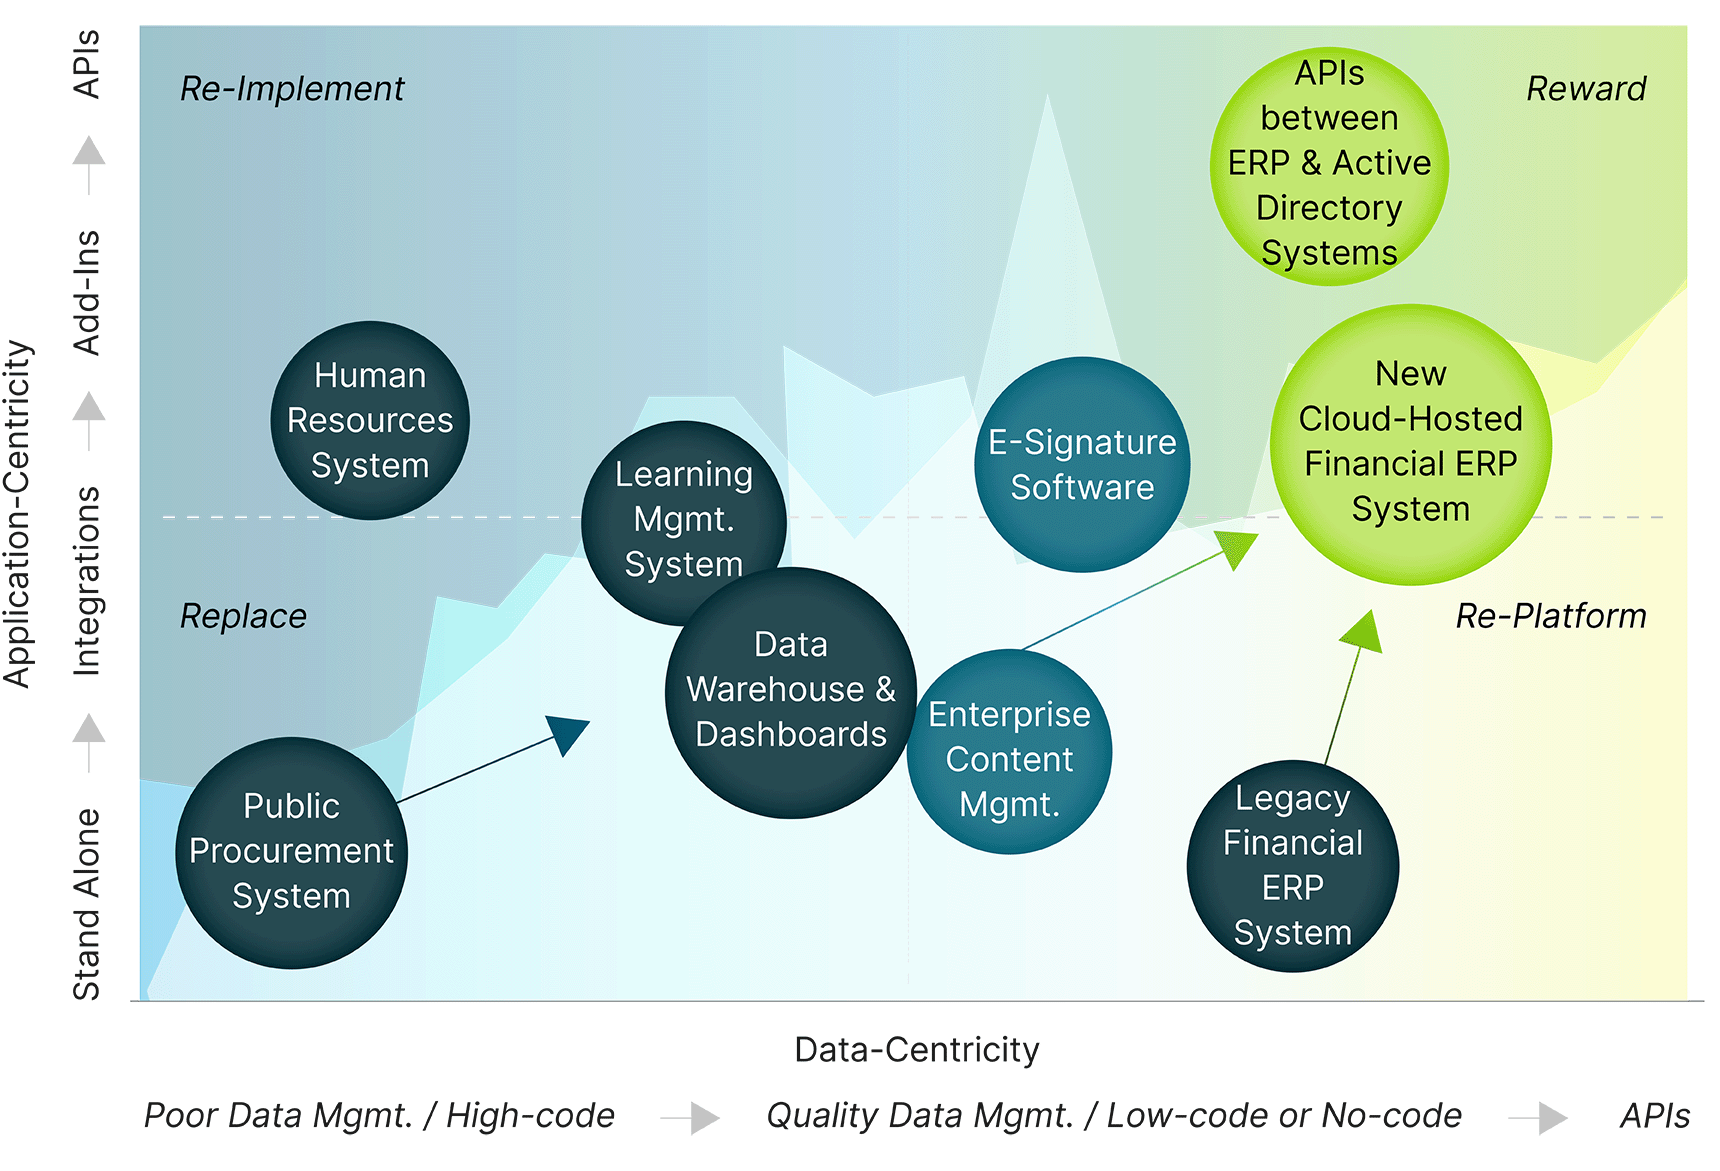 Application-Centricity
APIs
Add-Ins
Integrations
Stand Alone
Re-Implement
Reward
Replace
Re-Platform
APIs
between
ERP & Active
Directory
Systems
Human
Resources
System
New
Cloud-Hosted
Financial ERP
System
E-Signature
Software
Learning
Mgmt.
System
Data
Warehouse &
Dashboards
Enterprise
Content
Mgmt.
Public
Procurement
System
Legacy
Financial
ERP
System
Data-Centricity
Poor Data Mgmt. / High-code
Quality Data Mgmt. / Low-code or No-code
APIs